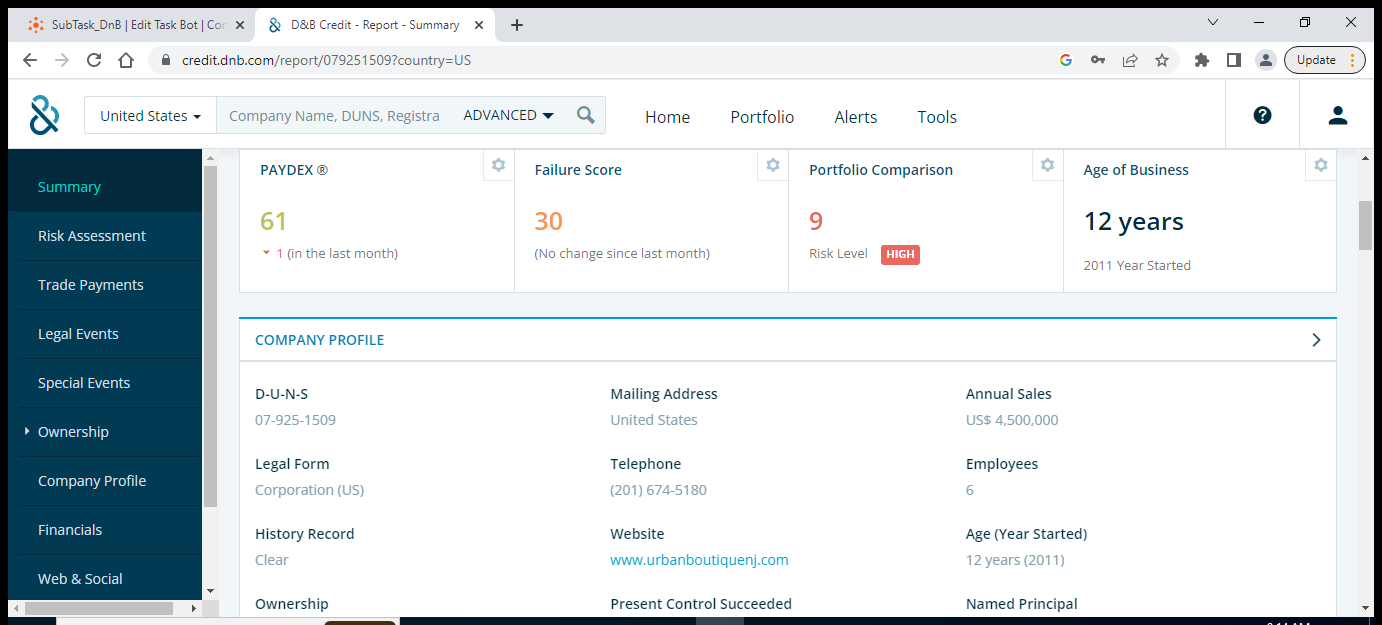 SubTask_DnB | Edit Task Bot | Co
D&B Credit - Report - Summary
credit.dnb.com/report/079251509?country=US
Update
United States
Company Name, DUNS, Registra
ADVANCED
Home
Portfolio
Alerts
Tools
Summary
Risk Assessment
Trade Payments
Legal Events
Special Events
Ownership
Company Profile
Financials
Web & Social
PAYDEX ®
61
1 (in the last month)
Failure Score
30
(No change since last month)
Portfolio Comparison
9
Risk Level HIGH
Age of Business
12 years
2011 Year Started
COMPANY PROFILE
D-U-N-S
07-925-1509
Mailing Address
United States
Annual Sales
US$ 4,500,000
Legal Form
Corporation (US)
Telephone
(201) 674-5180
Employees
6
History Record
Clear
Website
www.urbanboutiquenj.com
Age (Year Started)
12 years (2011)
Ownership
Present Control Succeeded
Named Principal